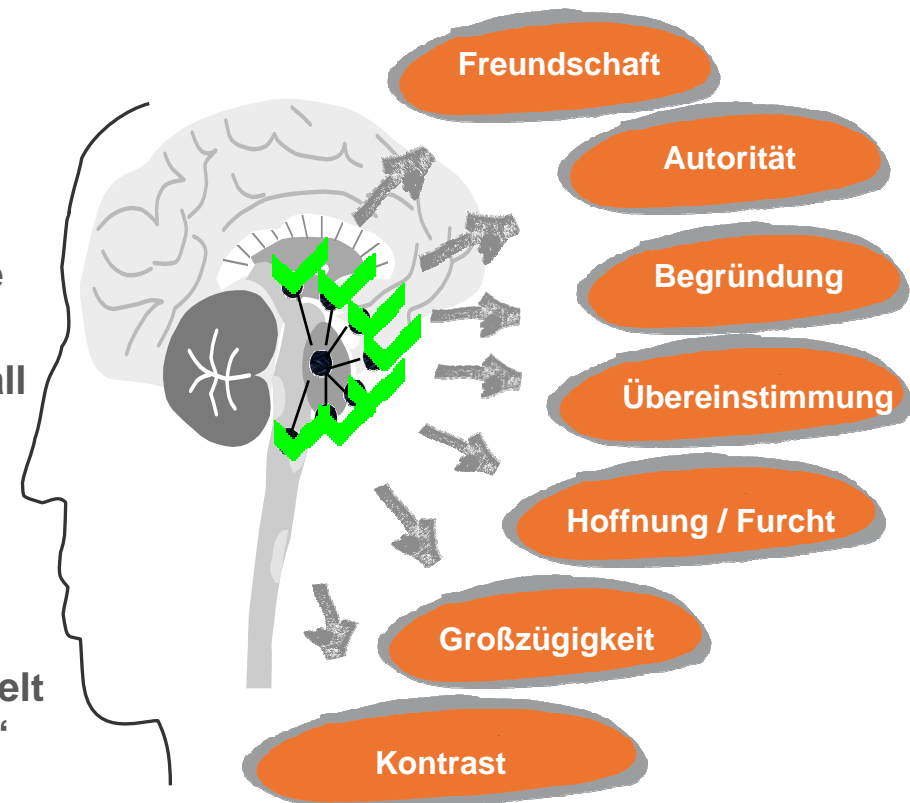 Freundschaft
Autorität
Begründung
Übereinstimmung
Hoffnung / Furcht
Großzügigkeit
Kontrast